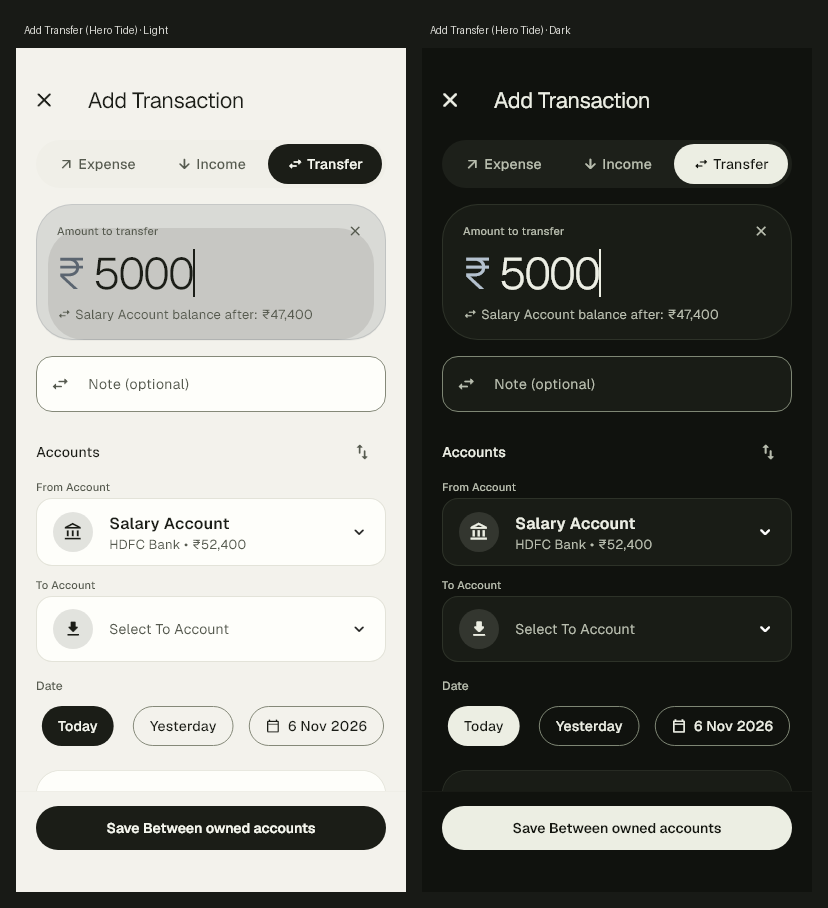 Add Transfer (Hero Tide) · Light
Add Transaction
Expense
Income
Transfer
Amount to transfer
₹ 5000
Salary Account balance after: ₹47,400
Note (optional)
Accounts
From Account
Salary Account
HDFC Bank • ₹52,400
To Account
Select To Account
Date
Today
Yesterday
6 Nov 2026
Save Between owned accounts
Add Transfer (Hero Tide) · Dark
Add Transaction
Expense
Income
Transfer
Amount to transfer
₹ 5000
Salary Account balance after: ₹47,400
Note (optional)
Accounts
From Account
Salary Account
HDFC Bank • ₹52,400
To Account
Select To Account
Date
Today
Yesterday
6 Nov 2026
Save Between owned accounts